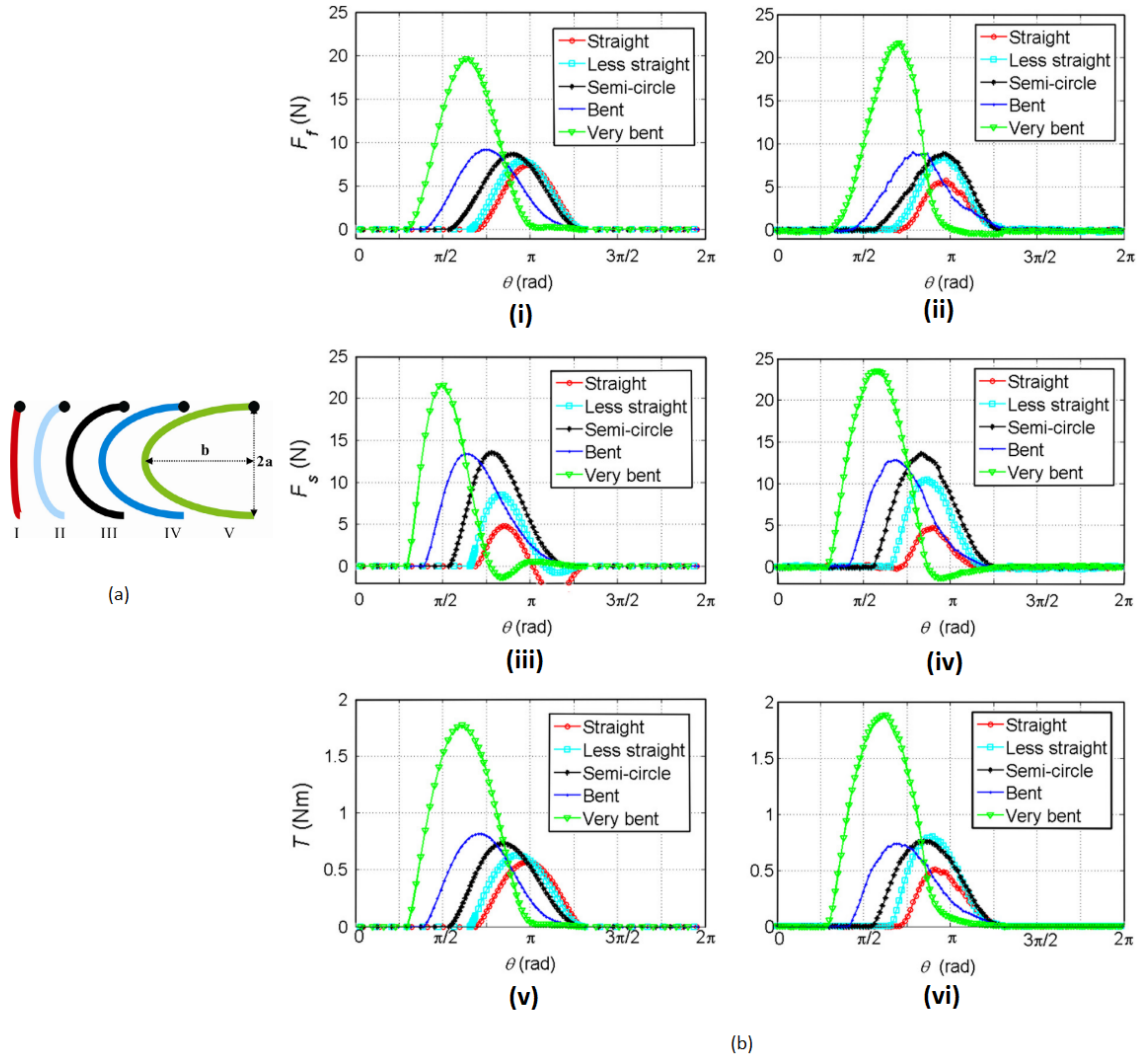 25
20
15
10
5
0
F_f (N)
Straight
Less straight
Semi-circle
Bent
Very bent
0 π/2 π 3π/2 2π
θ (rad)
(i)
25
20
15
10
5
0
Straight
Less straight
Semi-circle
Bent
Very bent
0 π/2 π 3π/2 2π
θ (rad)
(ii)
b
2a
I II III IV V
(a)
25
20
15
10
5
0
F_s (N)
Straight
Less straight
Semi-circle
Bent
Very bent
0 π/2 π 3π/2 2π
θ (rad)
(iii)
25
20
15
10
5
0
Straight
Less straight
Semi-circle
Bent
Very bent
0 π/2 π 3π/2 2π
θ (rad)
(iv)
2
1.5
1
0.5
0
T (Nm)
Straight
Less straight
Semi-circle
Bent
Very bent
0 π/2 π 3π/2 2π
θ (rad)
(v)
2
1.5
1
0.5
0
Straight
Less straight
Semi-circle
Bent
Very bent
0 π/2 π 3π/2 2π
θ (rad)
(vi)
(b)